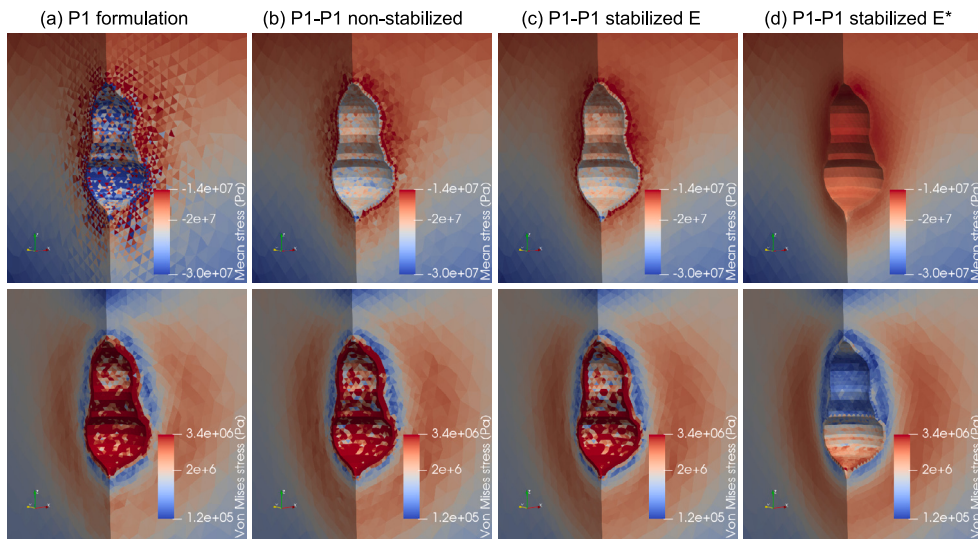 (a) P1 formulation
(b) P1-P1 non-stabilized
(c) P1-P1 stabilized E
(d) P1-P1 stabilized E*
-1.4e+07
-2e+7
-3.0e+07
Mean stress (Pa)
-1.4e+07
-2e+7
-3.0e+07
Mean stress (Pa)
-1.4e+07
-2e+7
-3.0e+07
Mean stress (Pa)
-1.4e+07
-2e+7
-3.0e+07
Mean stress (Pa)
3.4e+06
2e+6
1.2e+05
Von Mises stress (Pa)
3.4e+06
2e+6
1.2e+05
Von Mises stress (Pa)
3.4e+06
2e+6
1.2e+05
Von Mises stress (Pa)
3.4e+06
2e+6
1.2e+05
Von Mises stress (Pa)